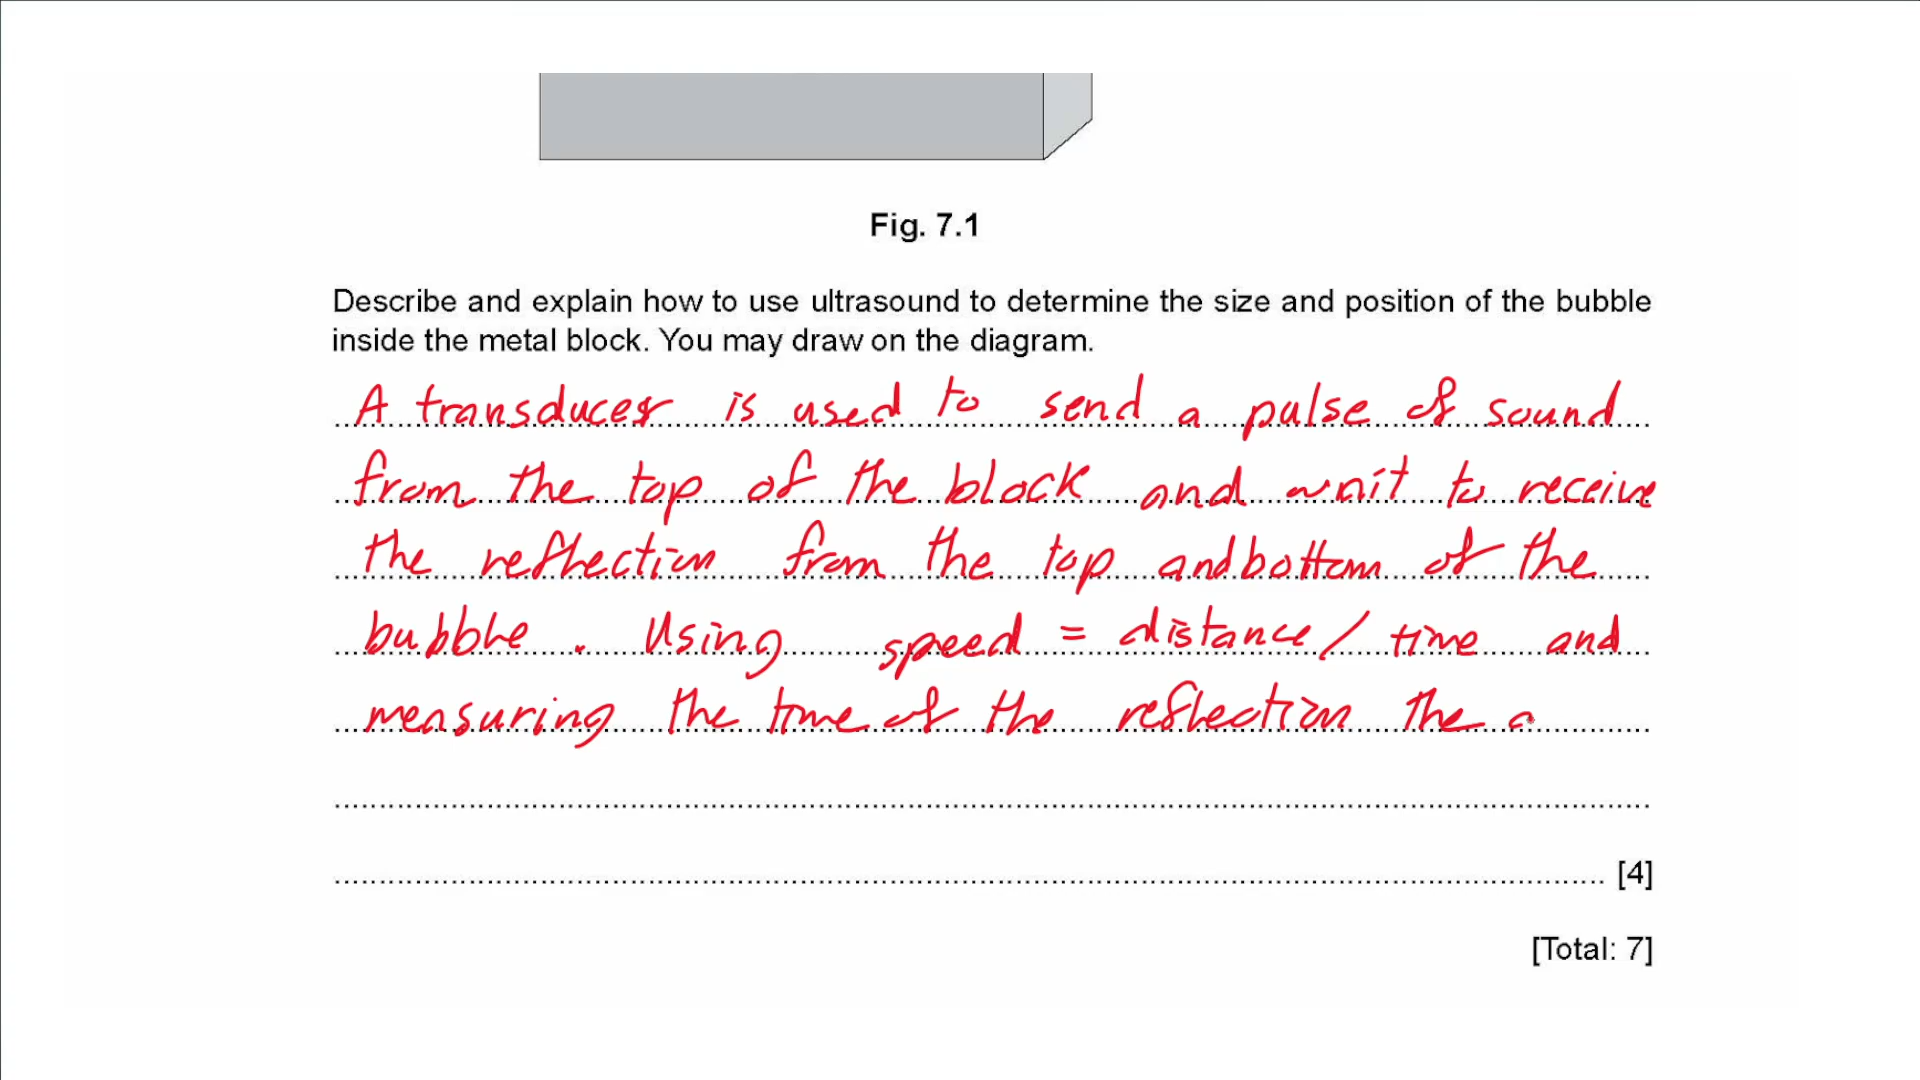 Fig. 7.1
Describe and explain how to use ultrasound to determine the size and position of the bubble
inside the metal block. You may draw on the diagram.
A transducer is used to send a pulse of sound
from the top of the block and wait to receive
the reflection from the top and bottom of the
bubble. Using speed = distance / time and
measuring the time of the reflection the
[4]
[Total: 7]